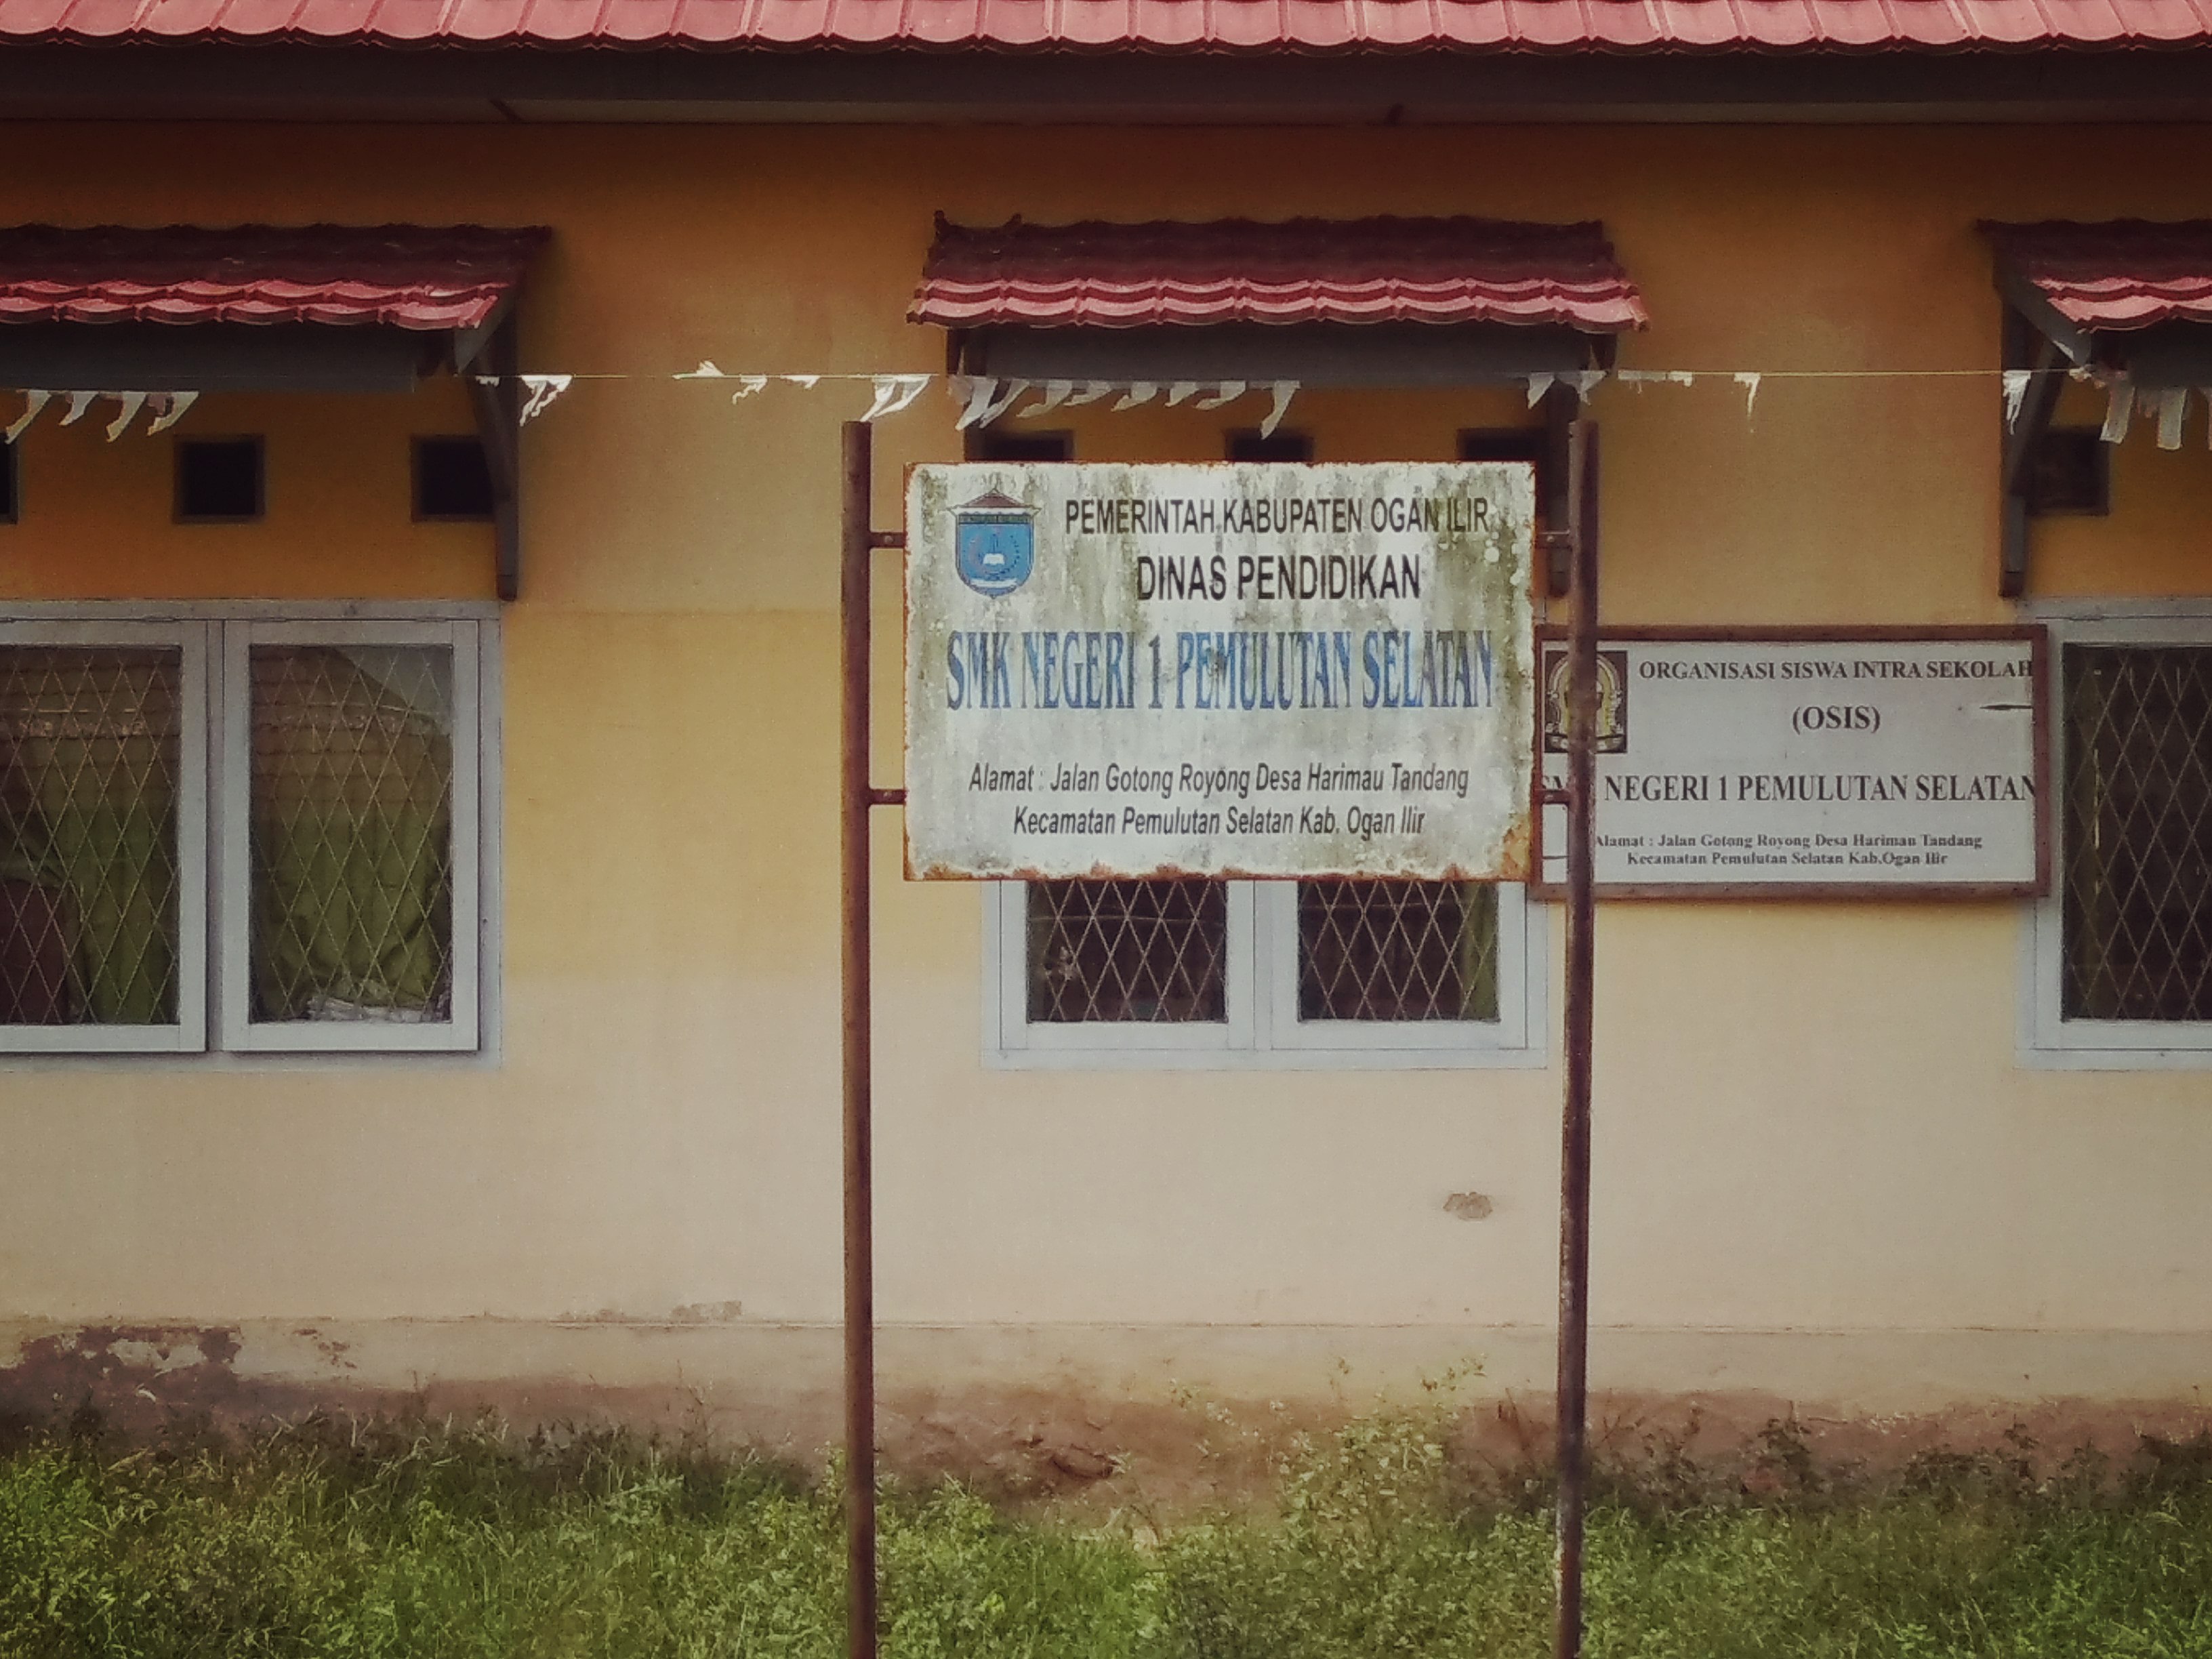 PEMERINTAH KABUPATEN OGAN ILIR
DINAS PENDIDIKAN
SMK NEGERI 1 PEMULUTAN SELATAN
Alamat : Jalan Gotong Royong Desa Harimau Tandang
Kecamatan Pemulutan Selatan Kab. Ogan Ilir
ORGANISASI SISWA INTRA SEKOLAH
(OSIS)
NEGERI 1 PEMULUTAN SELATAN
Alamat : Jalan Gotong Royong Desa Hariman Tandang
Kecamatan Pemulutan Selatan Kab.Ogan Ilir